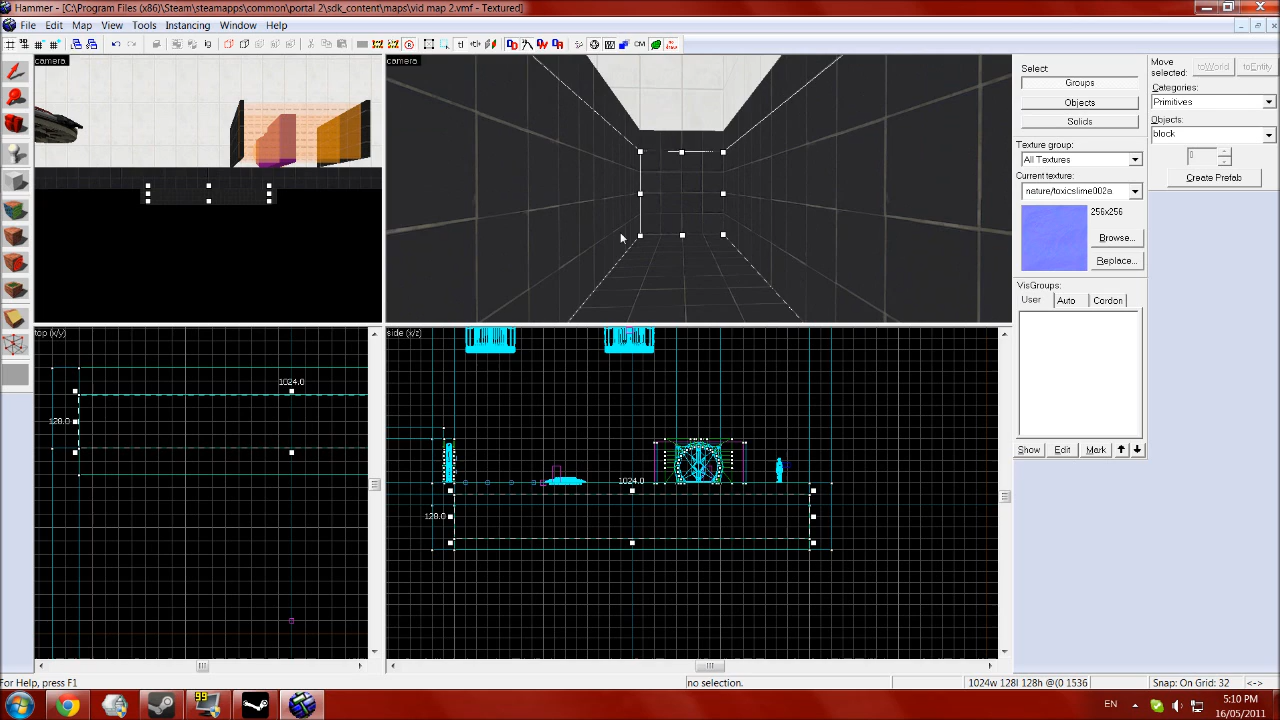 Hammer - [C:\Program Files (x86)\Steam\steamapps\common\portal 2\sdk_content\maps\vid map 2.vmf - Textured]
File Edit Map View Tools Instancing Window Help
CM
camera
camera
Select
Groups
Objects
Solids
Texture group:
All Textures
Current texture:
nature/toxicslime002a
256x256
Browse...
Replace...
VisGroups:
User Auto Cordon
Show Edit Mark
Move
selected:
toWorld toEntity
Categories:
Primitives
Objects:
block
0
Create Prefab
top (x/y)
1024.0
128.0
side (x/z)
1024.0
128.0
For Help, press F1
no selection.
1024w 128l 128h @(0 1536
Snap: On Grid: 32
<->
99
EN
5:10 PM
16/05/2011